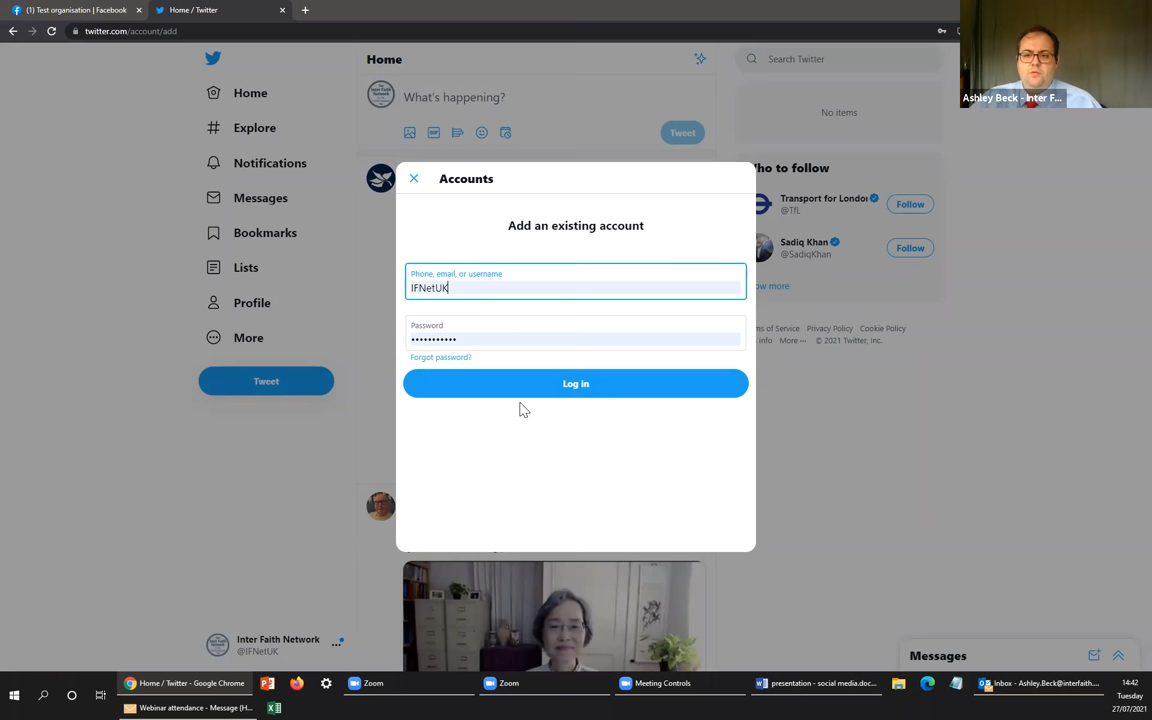 (1) Test organisation | Facebook
Home / Twitter
twitter.com/account/add
Ashley Beck - Inter F...
Home
Explore
Notifications
Messages
Bookmarks
Lists
Profile
More
Tweet
Inter Faith Network
@IFNetUK
Home
What's happening?
Tweet
Accounts
Add an existing account
Phone, email, or username
IFNetUK
Password
•••••••••••
Forgot password?
Log in
Search Twitter
No items
ho to follow
Transport for London
@TfL
Follow
Sadiq Khan
@SadiqKhan
Follow
ow more
ms of Service Privacy Policy Cookie Policy
info More ··· © 2021 Twitter, Inc.
Messages
Home / Twitter - Google Chrome
Zoom
Zoom
Meeting Controls
presentation - social media.doc...
Inbox - Ashley.Beck@interfaith....
Webinar attendance - Message (H...
14:42
Tuesday
27/07/2021